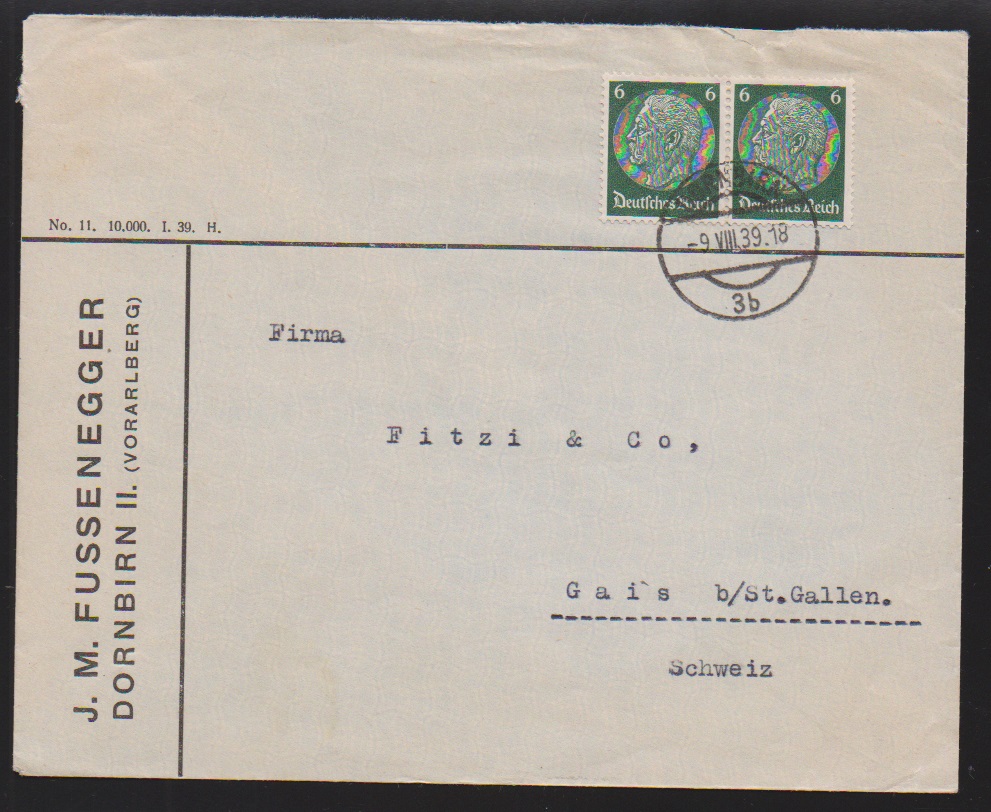 6 6 6 6
Deutsches Reich Deutsches Reich
-9.VIII.39.18
3b
No. 11. 10.000. I. 39. H.
J. M. FUSSENEGGER
DORNBIRN II. (VORARLBERG)
Firma
Fitzi & Co,
Gai`s b/St.Gallen.
Schweiz